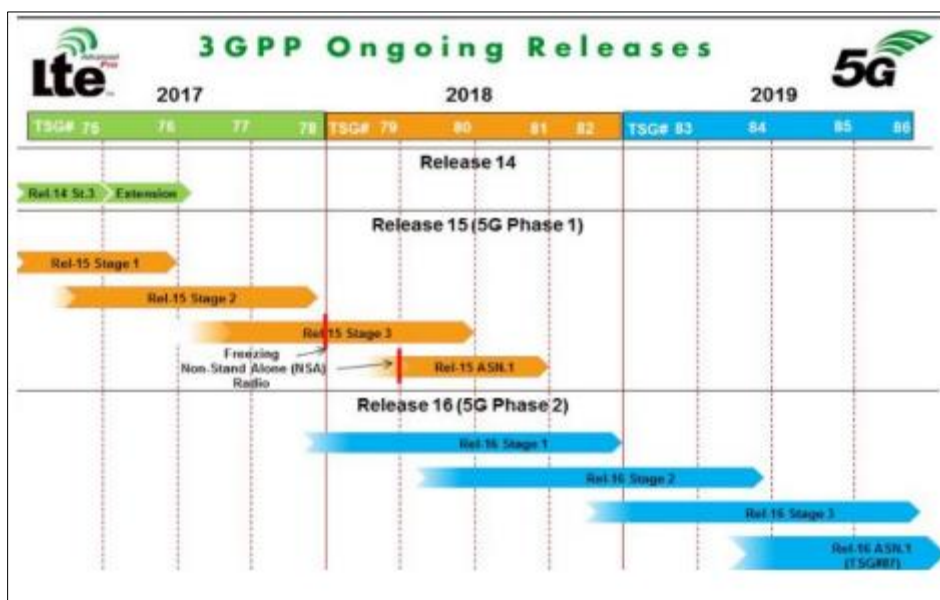 3GPP Ongoing Releases
LTE Advanced Pro
5G
2017 2018 2019
TSG# 75 76 77 78 TSG# 79 80 81 82 TSG# 83 84 85 86
Release 14
Rel.14 St.3 Extension
Release 15 (5G Phase 1)
Rel-15 Stage 1
Rel-15 Stage 2
Rel-15 Stage 3
Freezing
Non-Stand Alone (NSA)
Radio
Rel-15 ASN.1
Release 16 (5G Phase 2)
Rel-16 Stage 1
Rel-16 Stage 2
Rel-16 Stage 3
Rel-16 ASN.1
(TSG#87)